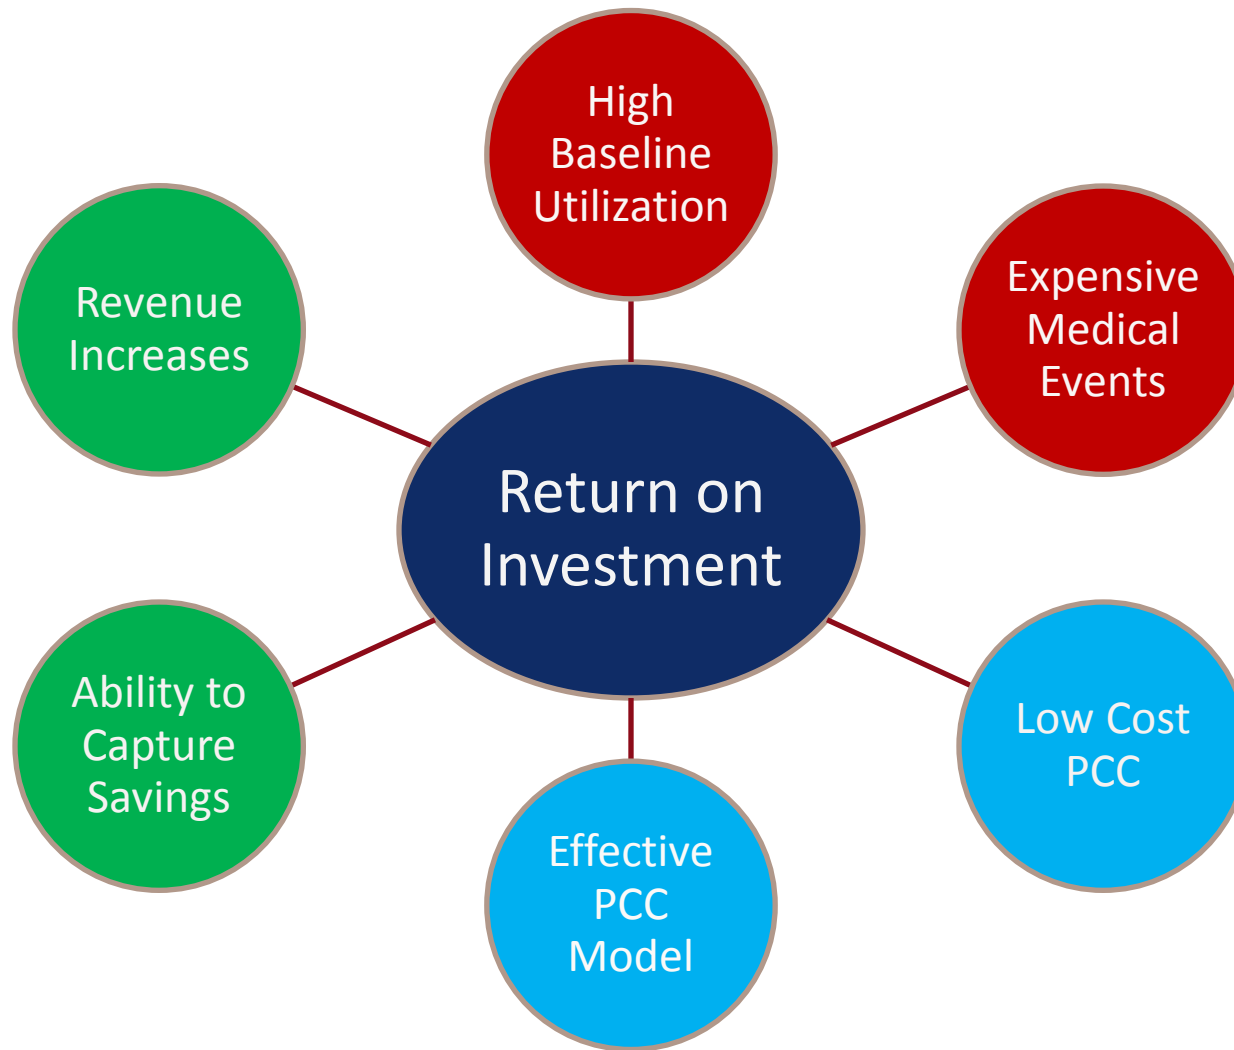 High
Baseline
Utilization
Expensive
Medical
Events
Revenue
Increases
Return on
Investment
Ability to
Capture
Savings
Low Cost
PCC
Effective
PCC
Model